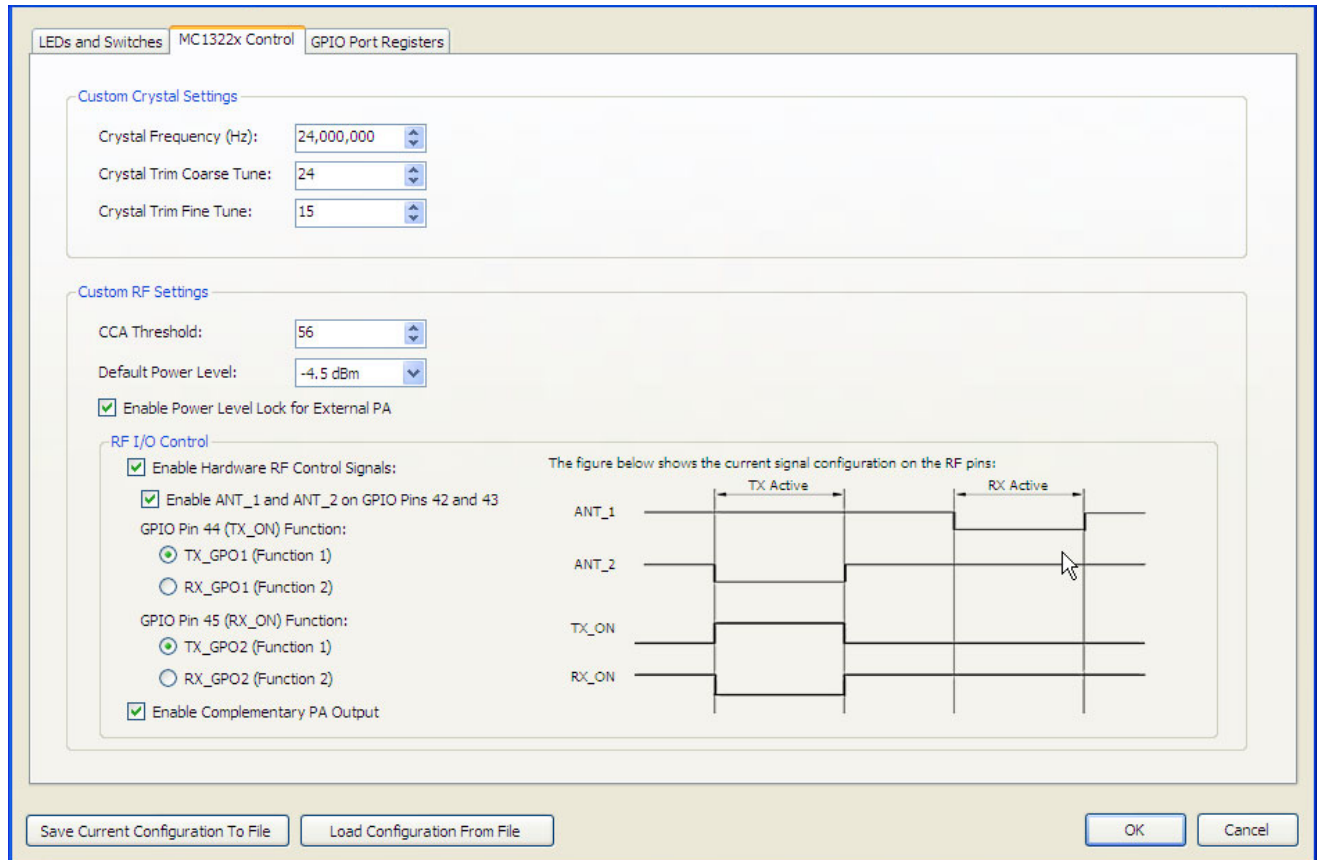 LEDs and Switches MC1322x Control GPIO Port Registers
Custom Crystal Settings
Crystal Frequency (Hz): 24,000,000
Crystal Trim Coarse Tune: 24
Crystal Trim Fine Tune: 15
Custom RF Settings
CCA Threshold: 56
Default Power Level: -4.5 dBm
Enable Power Level Lock for External PA
RF I/O Control
Enable Hardware RF Control Signals:
Enable ANT_1 and ANT_2 on GPIO Pins 42 and 43
GPIO Pin 44 (TX_ON) Function:
TX_GPO1 (Function 1)
RX_GPO1 (Function 2)
GPIO Pin 45 (RX_ON) Function:
TX_GPO2 (Function 1)
RX_GPO2 (Function 2)
Enable Complementary PA Output
The figure below shows the current signal configuration on the RF pins:
TX Active RX Active
ANT_1
ANT_2
TX_ON
RX_ON
Save Current Configuration To File Load Configuration From File OK Cancel